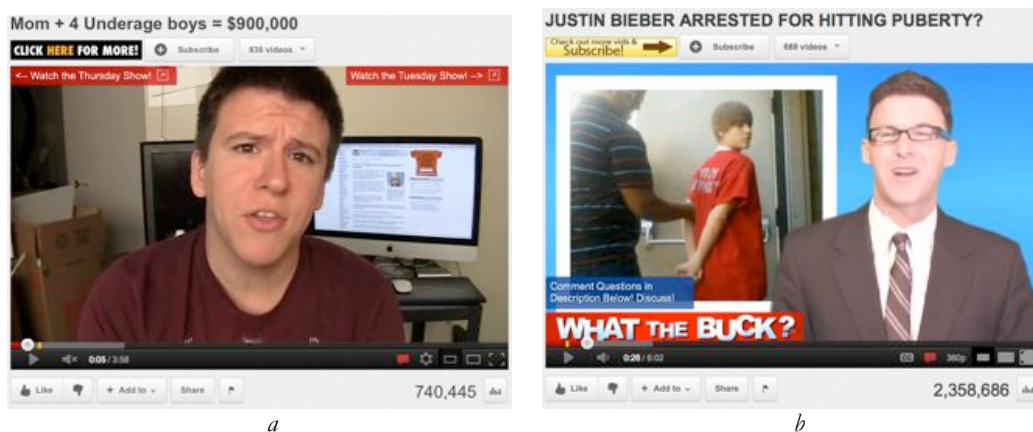 Mom + 4 Underage boys = $900,000
CLICK HERE FOR MORE!
Subscribe
836 videos
<-- Watch the Thursday Show!
Watch the Tuesday Show! -->
0:05 / 3:58
Like
+ Add to
Share
740,445
a
JUSTIN BIEBER ARRESTED FOR HITTING PUBERTY?
Check out more vids &
Subscribe!
Subscribe
688 videos
Comment Questions in
Description Below! Discuss!
WHAT THE BUCK?
0:26 / 6:02
CC
360p
Like
+ Add to
Share
2,358,686
b